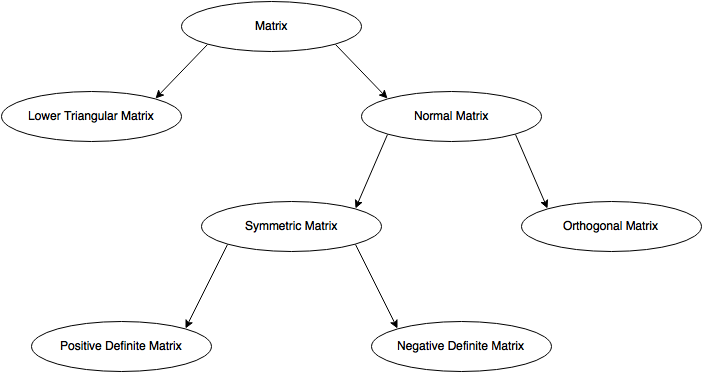 Matrix
Lower Triangular Matrix
Normal Matrix
Symmetric Matrix
Orthogonal Matrix
Positive Definite Matrix
Negative Definite Matrix